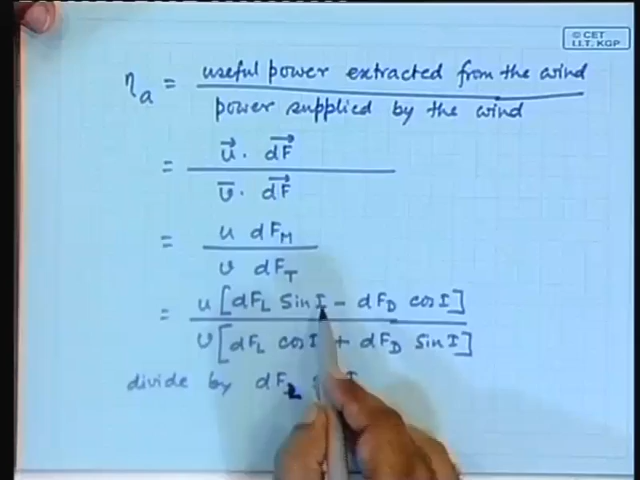 © CET
I.I.T. KGP
ηa = useful power extracted from the wind
power supplied by the wind
= u⃗ · dF⃗
v̄ · dF⃗
= u dF_M
v dF_T
= u [dF_L sin I − dF_D cos I]
v [dF_L cos I + dF_D sin I]
divide by dF_L I